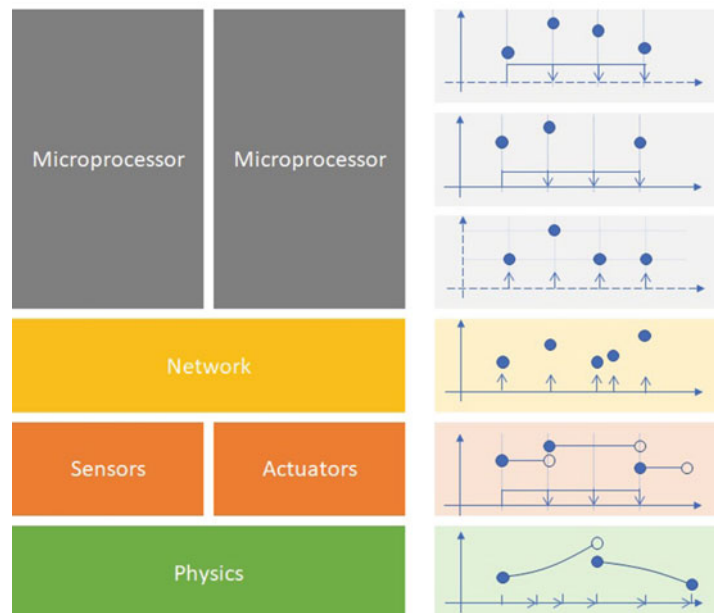 Microprocessor
Microprocessor
Network
Sensors
Actuators
Physics